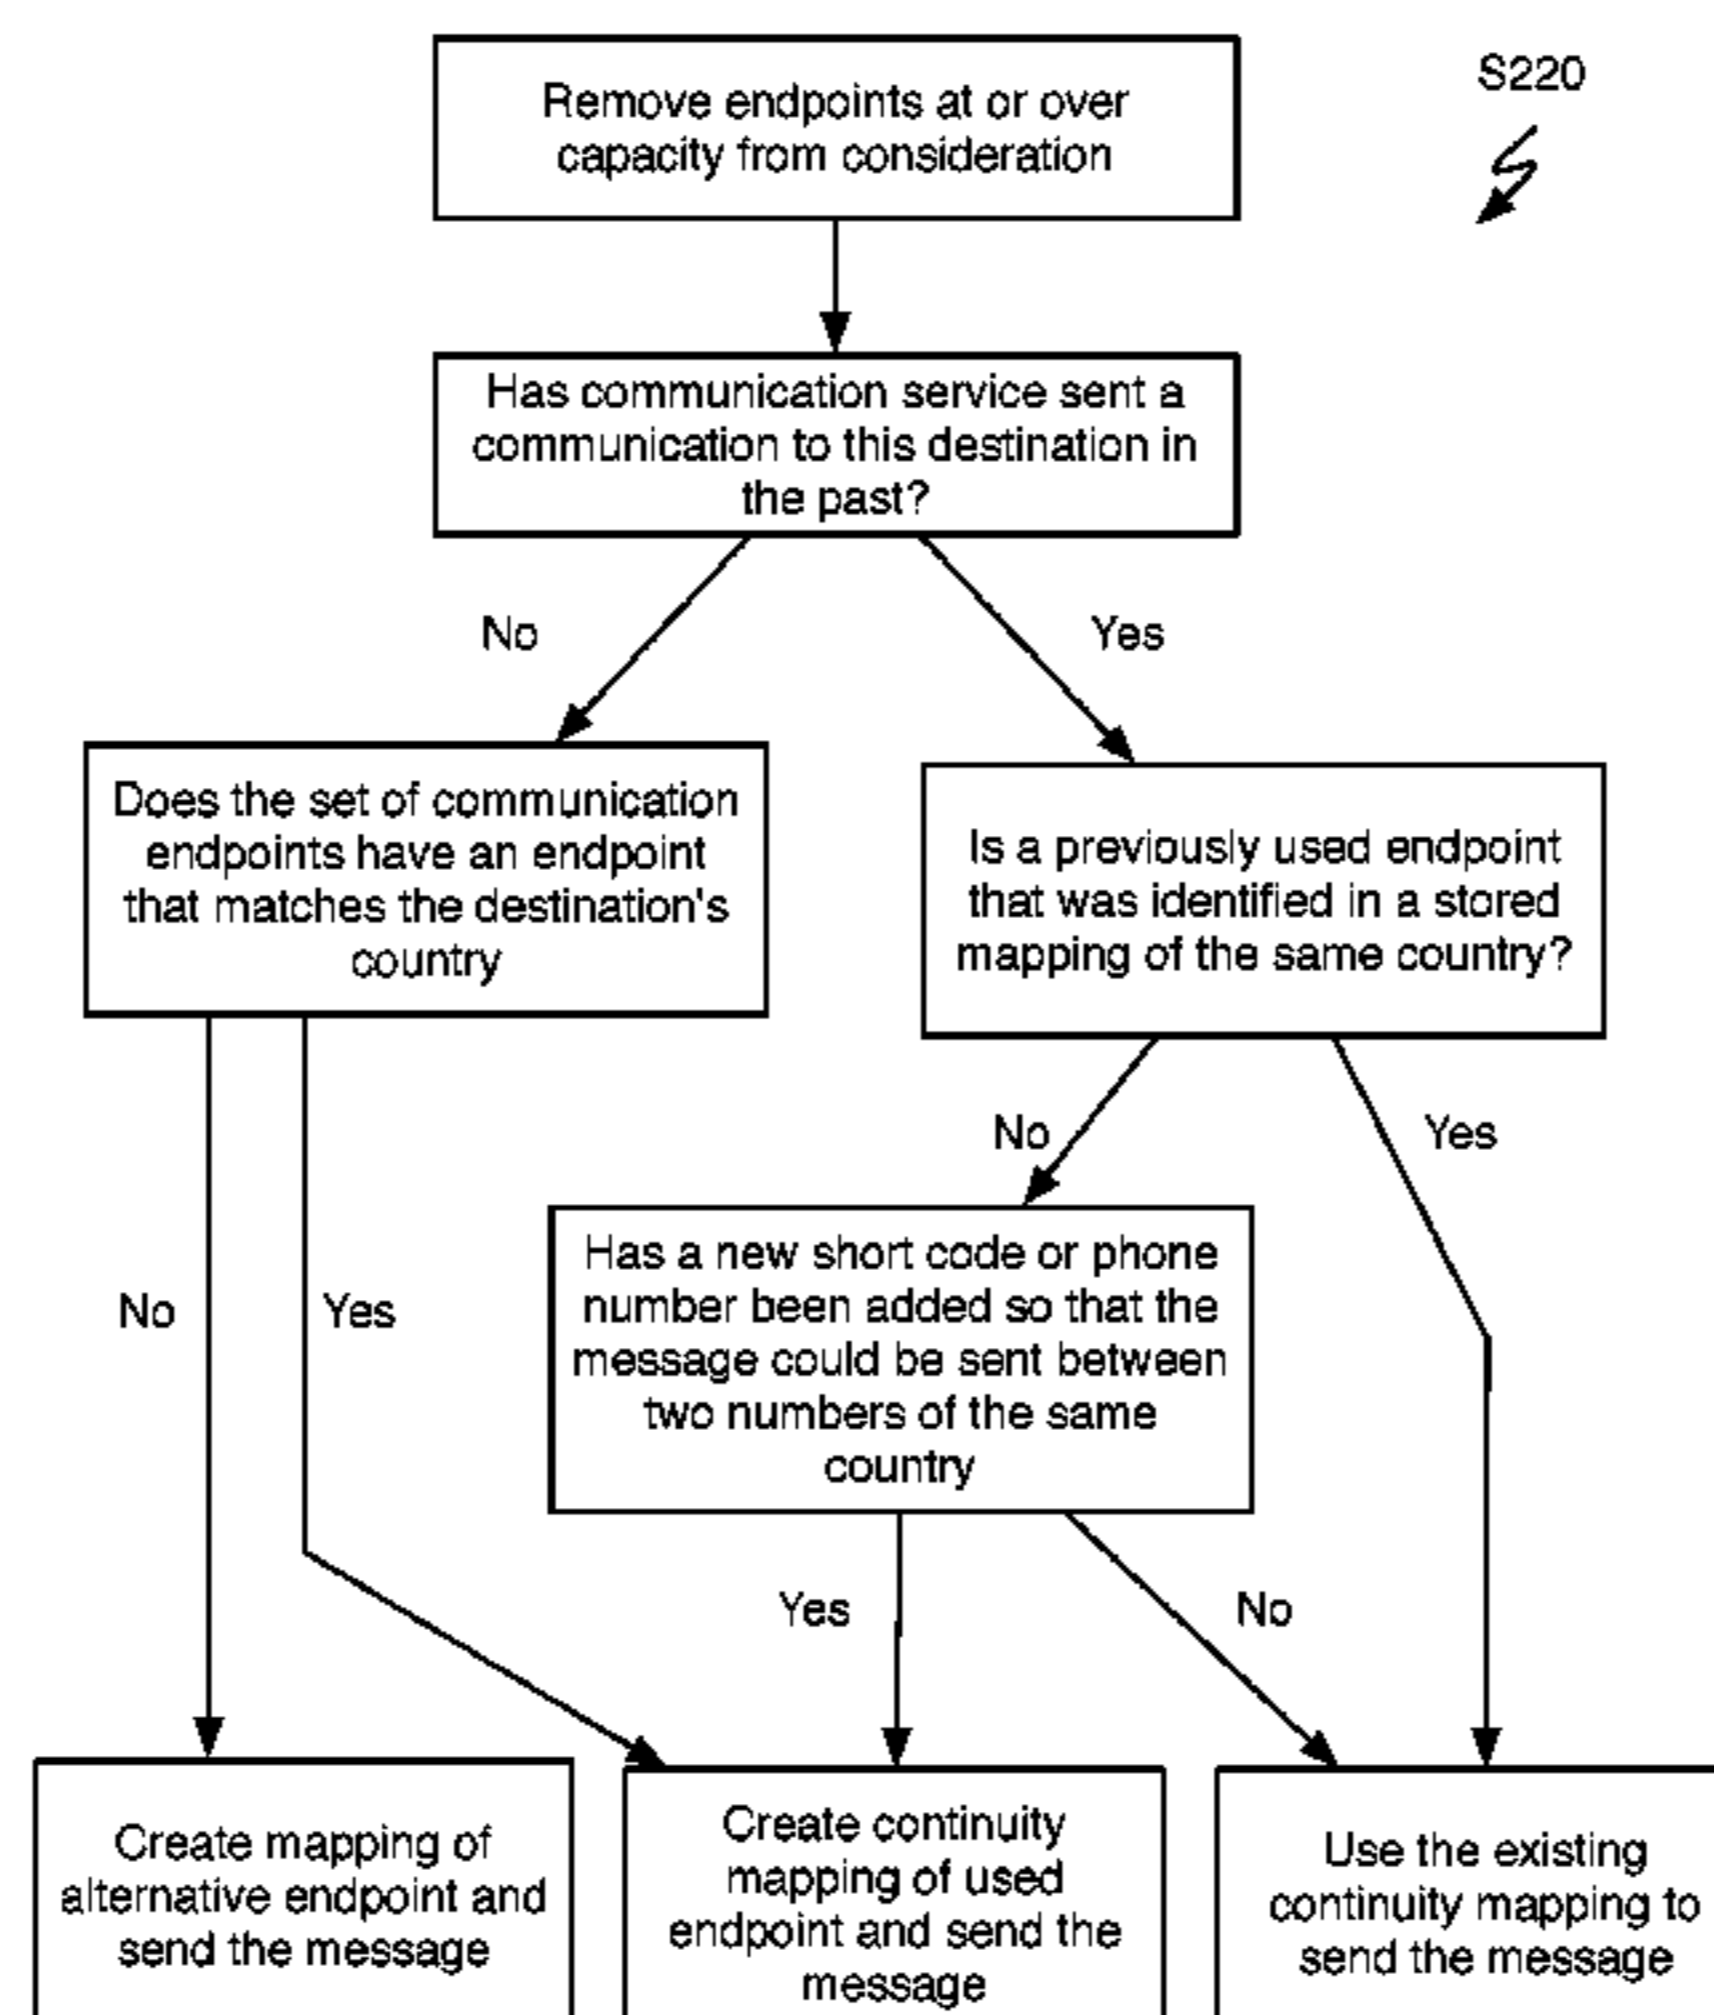 Remove endpoints at or over
capacity from consideration
S220
Has communication service sent a
communication to this destination in
the past?
No
Yes
Does the set of communication
endpoints have an endpoint
that matches the destination's
country
Is a previously used endpoint
that was identified in a stored
mapping of the same country?
No
Yes
Has a new short code or phone
number been added so that the
message could be sent between
two numbers of the same
country
No
Yes
Yes
No
Create mapping of
alternative endpoint and
send the message
Create continuity
mapping of used
endpoint and send the
message
Use the existing
continuity mapping to
send the message